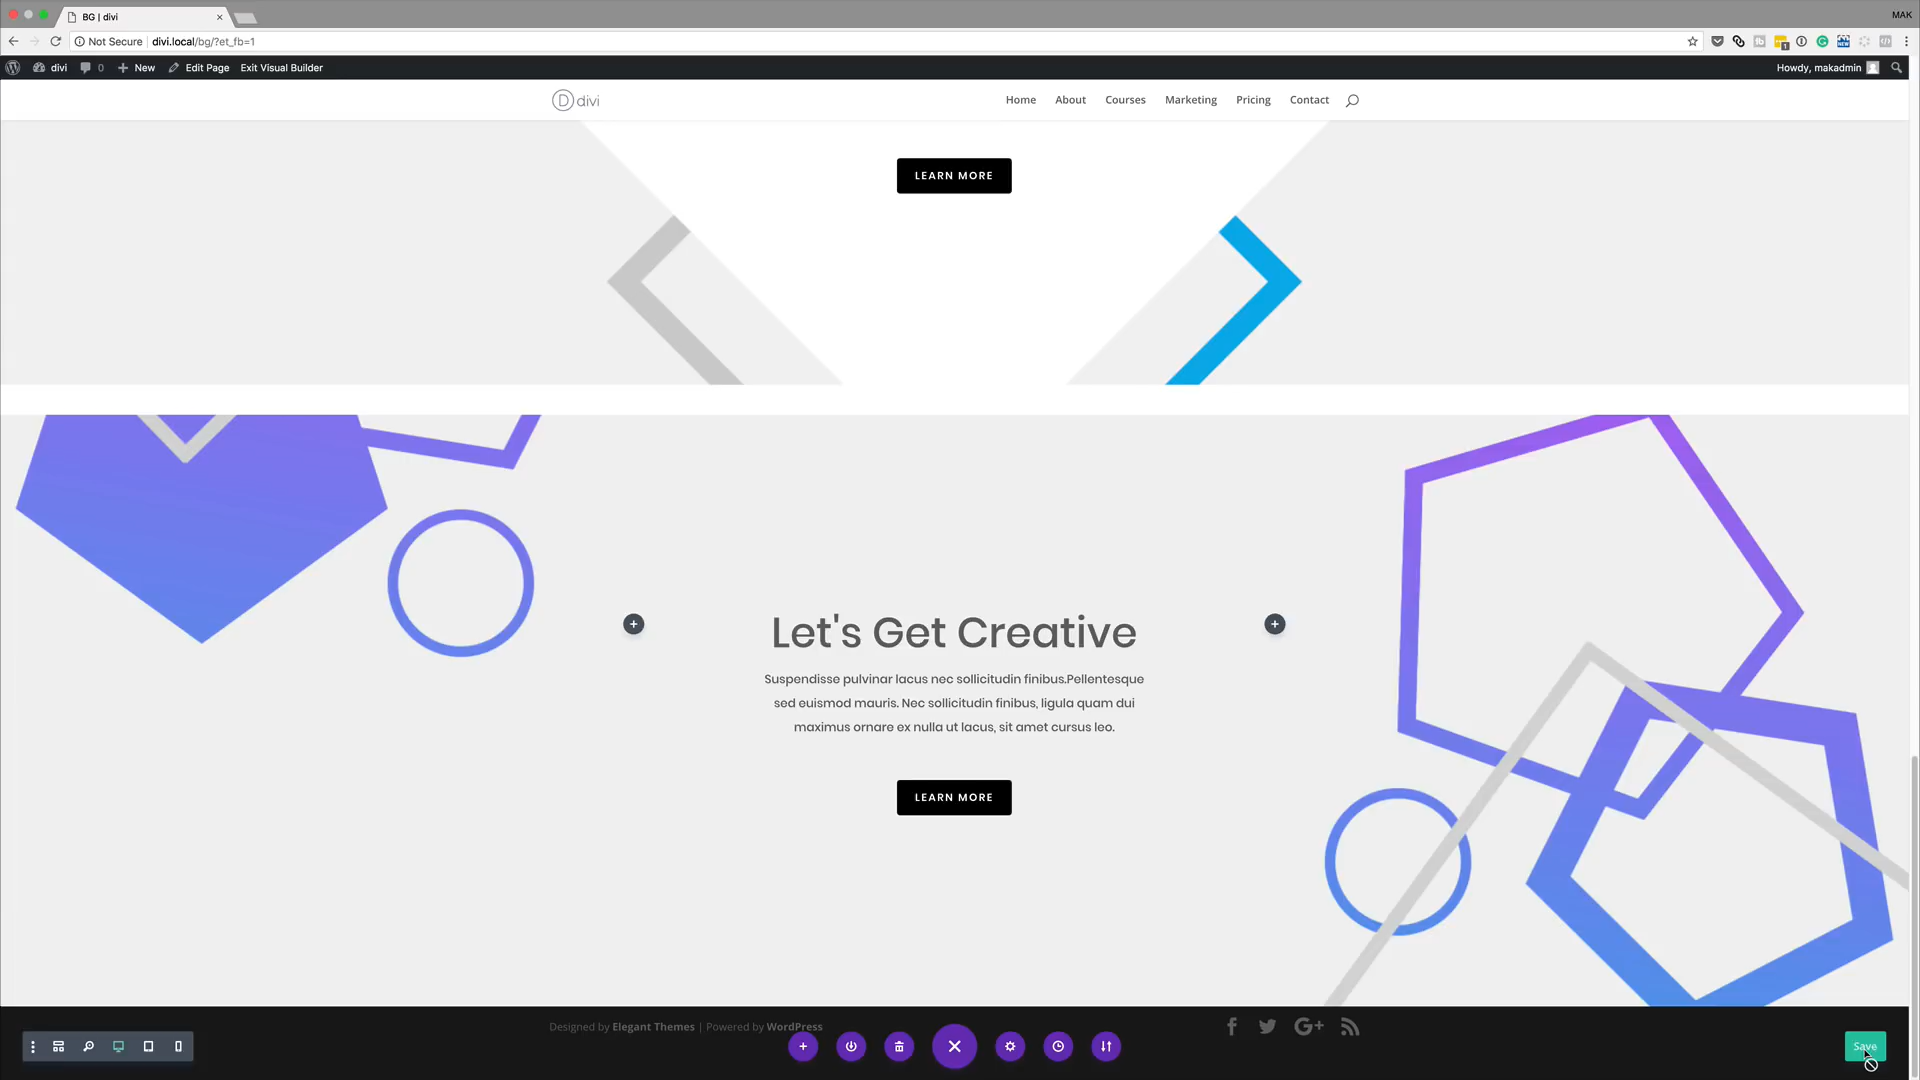 BG | divi
MAK
Not Secure | divi.local/bg/?et_fb=1
divi 0 New Edit Page Exit Visual Builder Howdy, makadmin
D divi Home About Courses Marketing Pricing Contact
LEARN MORE
Let's Get Creative
Suspendisse pulvinar lacus nec sollicitudin finibus.Pellentesque
sed euismod mauris. Nec sollicitudin finibus, ligula quam dui
maximus ornare ex nulla ut lacus, sit amet cursus leo.
LEARN MORE
Designed by Elegant Themes | Powered by WordPress
G+
Save